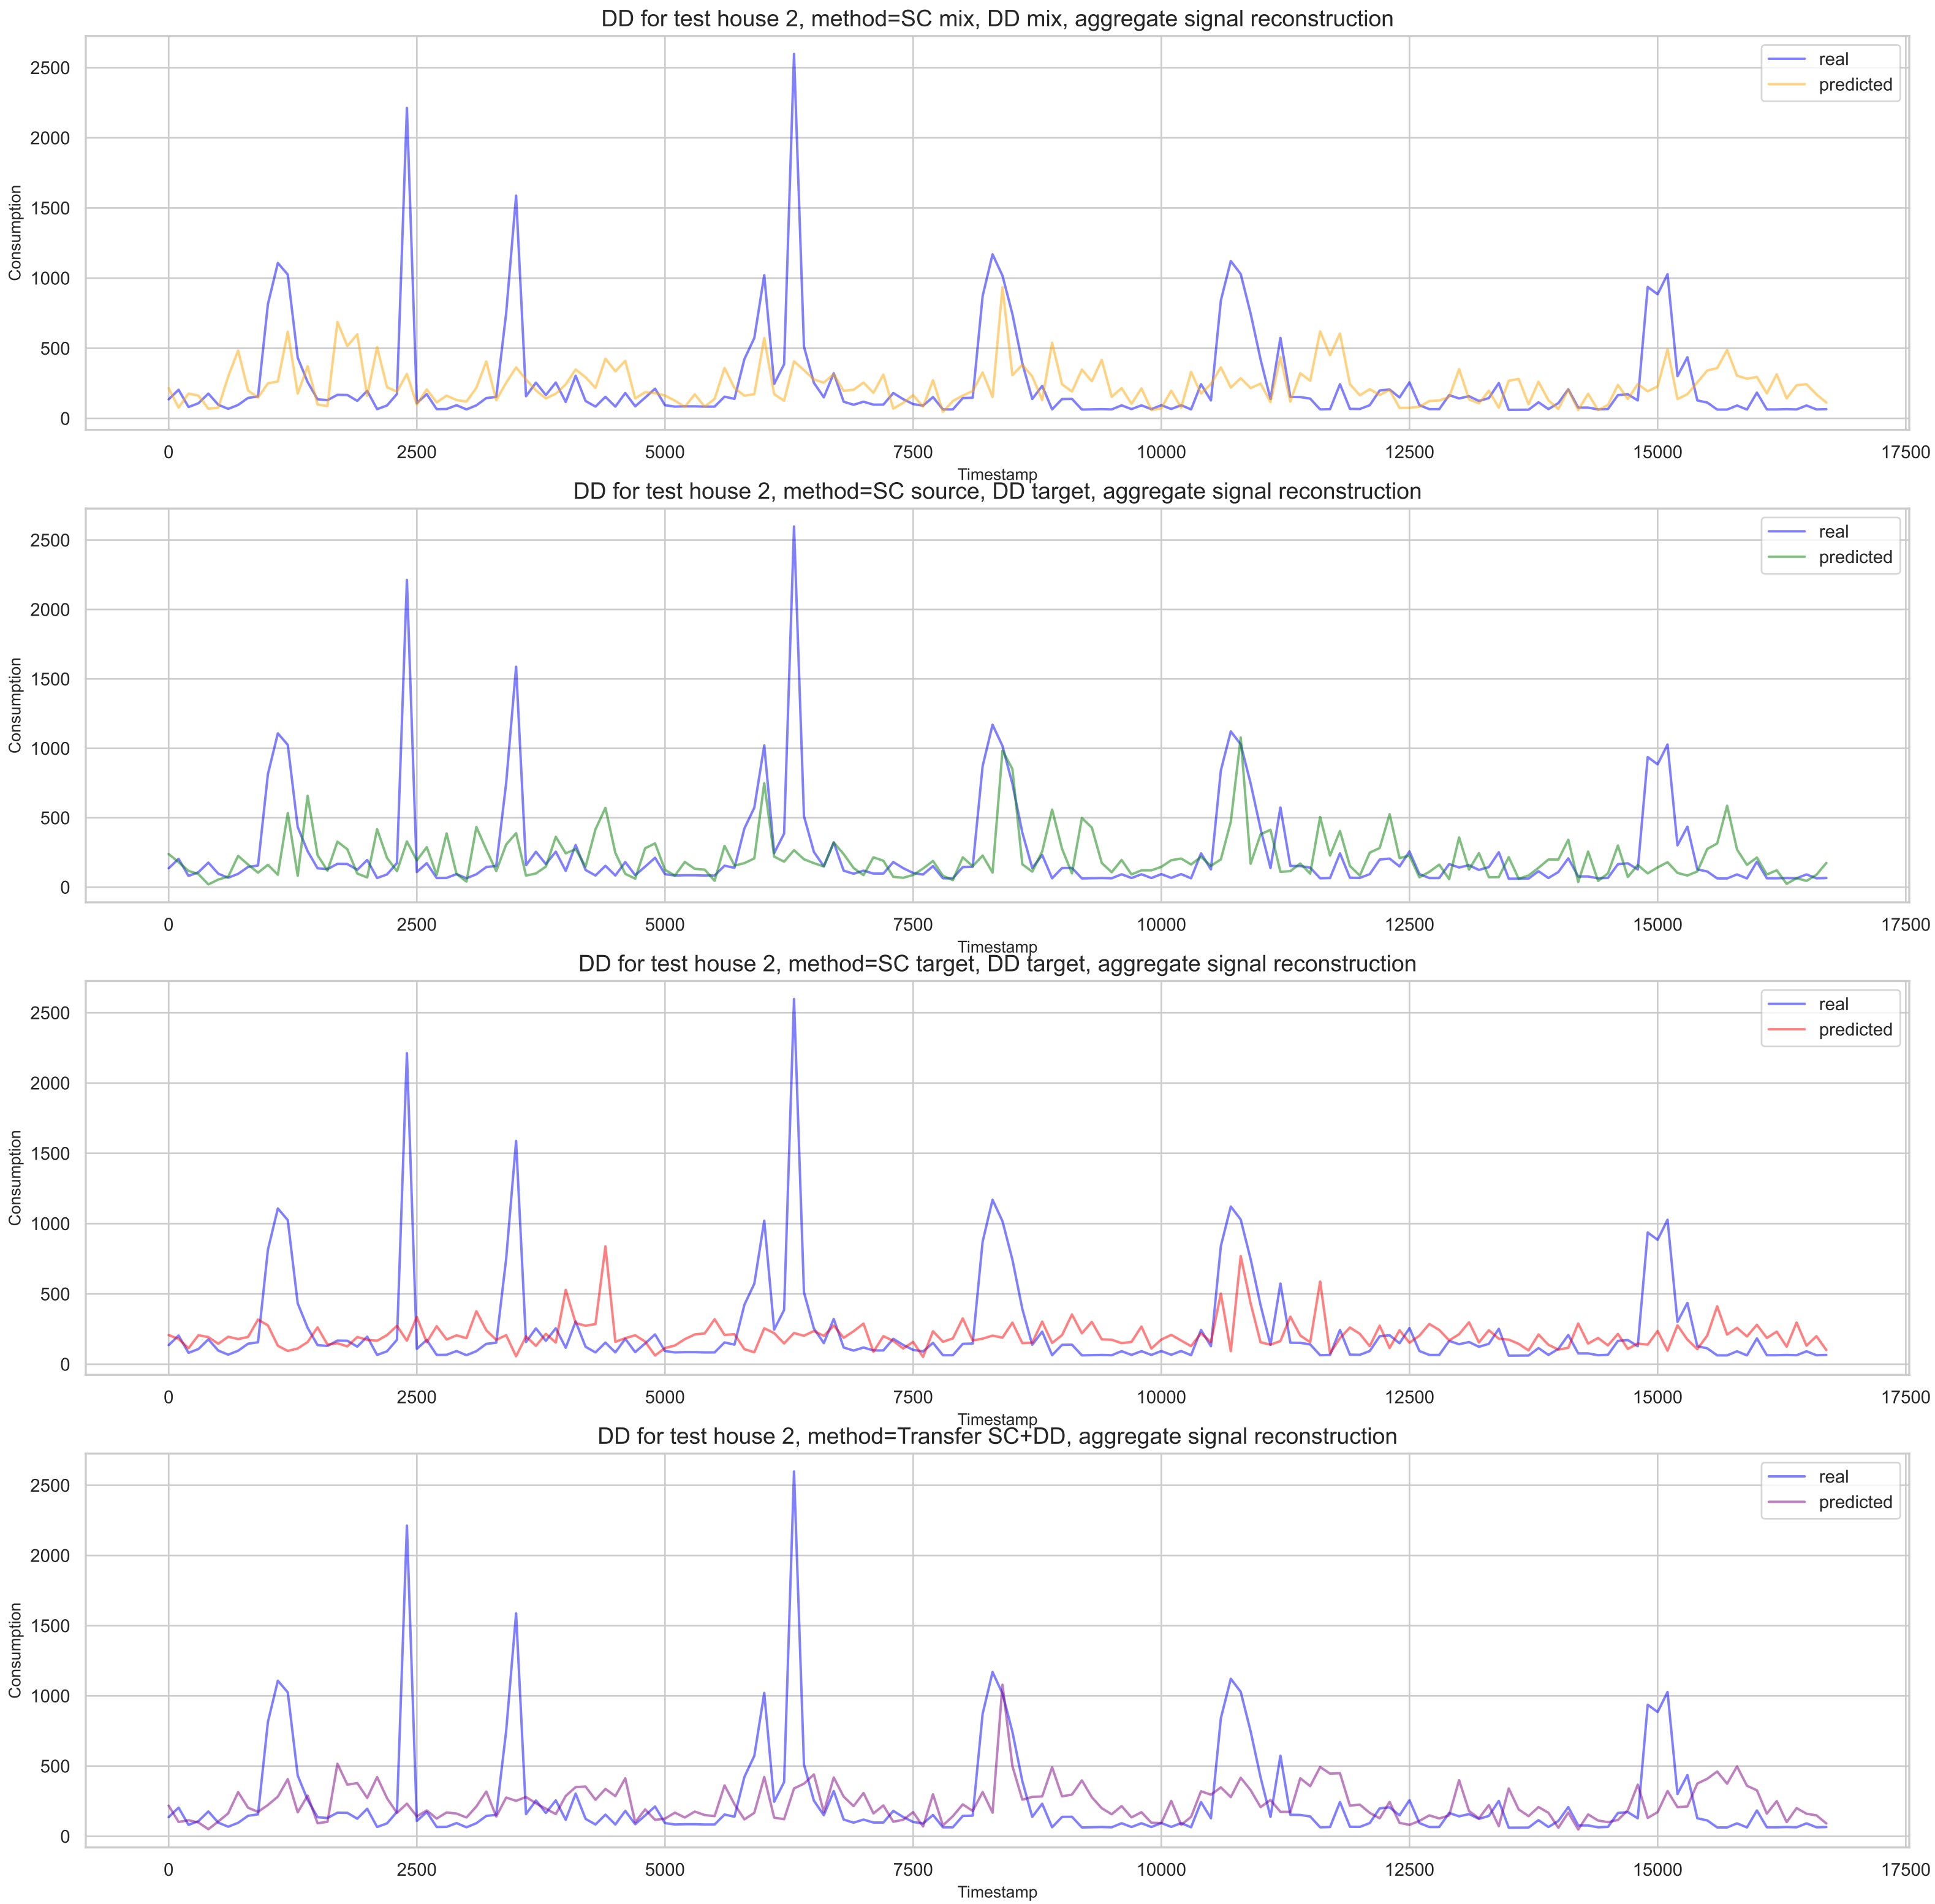 DD for test house 2, method=SC mix, DD mix, aggregate signal reconstruction
real
predicted
2500
2000
1500
1000
500
0
Consumption
0 2500 5000 7500 10000 12500 15000 17500
Timestamp
DD for test house 2, method=SC source, DD target, aggregate signal reconstruction
real
predicted
2500
2000
1500
1000
500
0
Consumption
0 2500 5000 7500 10000 12500 15000 17500
Timestamp
DD for test house 2, method=SC target, DD target, aggregate signal reconstruction
real
predicted
2500
2000
1500
1000
500
0
Consumption
0 2500 5000 7500 10000 12500 15000 17500
Timestamp
DD for test house 2, method=Transfer SC+DD, aggregate signal reconstruction
real
predicted
2500
2000
1500
1000
500
0
Consumption
0 2500 5000 7500 10000 12500 15000 17500
Timestamp